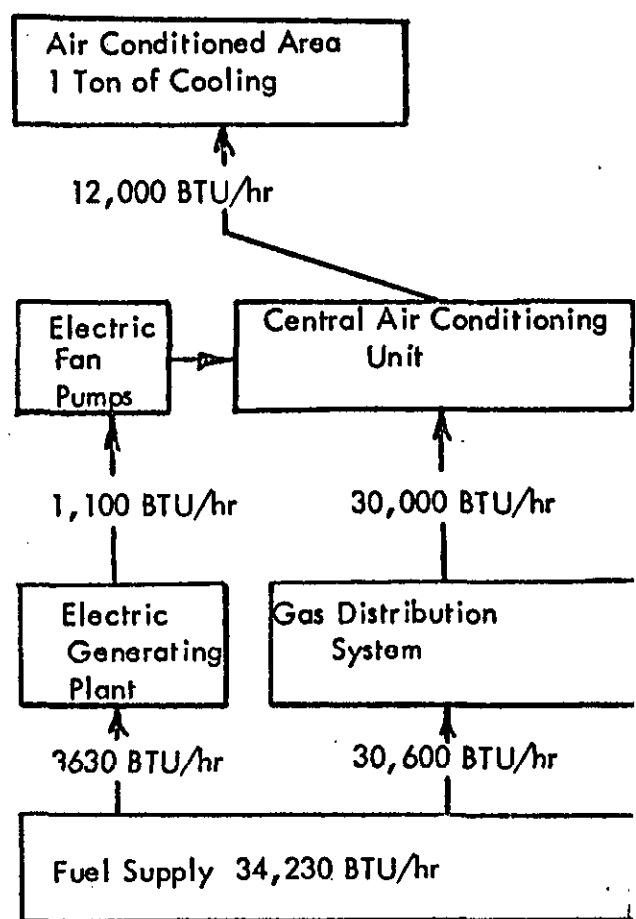 Air Conditioned Area
1 Ton of Cooling
12,000 BTU/hr
Electric
Fan
Pumps
Central Air Conditioning
Unit
1,100 BTU/hr
30,000 BTU/hr
Electric
Generating
Plant
Gas Distribution
System
3630 BTU/hr
30,600 BTU/hr
Fuel Supply 34,230 BTU/hr